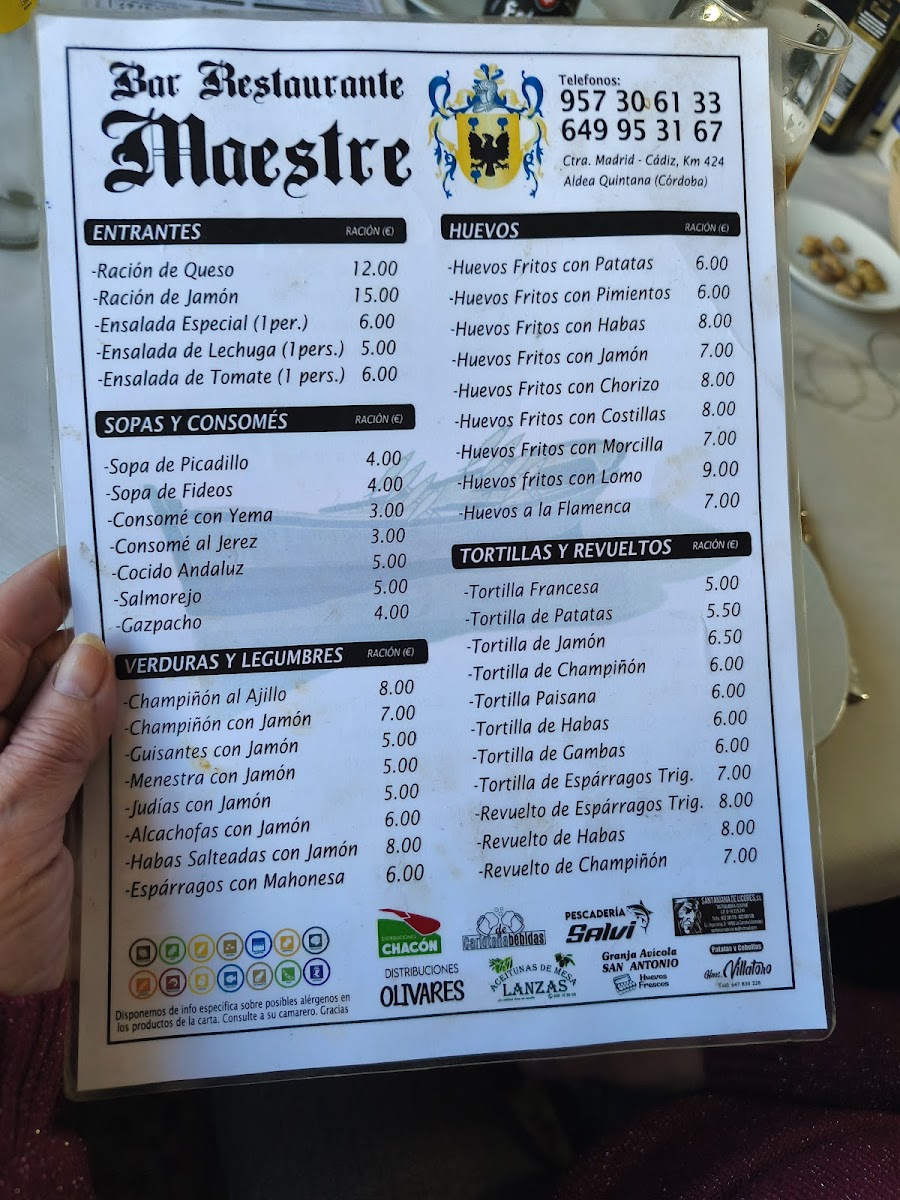 Bar Restaurante
Maestre
Telefonos:
957 30 61 33
649 95 31 67
Ctra. Madrid - Cádiz, Km 424
Aldea Quintana (Córdoba)
ENTRANTES RACIÓN (€)
-Ración de Queso 12.00
-Ración de Jamón 15.00
-Ensalada Especial (1per.) 6.00
-Ensalada de Lechuga (1pers.) 5.00
-Ensalada de Tomate (1 pers.) 6.00
SOPAS Y CONSOMÉS RACIÓN (€)
-Sopa de Picadillo 4.00
-Sopa de Fideos 4.00
-Consomé con Yema 3.00
-Consomé al Jerez 3.00
-Cocido Andaluz 5.00
-Salmorejo 5.00
-Gazpacho 4.00
VERDURAS Y LEGUMBRES RACIÓN (€)
-Champiñón al Ajillo 8.00
-Champiñón con Jamón 7.00
-Guisantes con Jamón 5.00
-Menestra con Jamón 5.00
-Judías con Jamón 5.00
-Alcachofas con Jamón 6.00
-Habas Salteadas con Jamón 8.00
-Espárragos con Mahonesa 6.00
HUEVOS RACIÓN (€)
-Huevos Fritos con Patatas 6.00
-Huevos Fritos con Pimientos 6.00
-Huevos Fritos con Habas 8.00
-Huevos Fritos con Jamón 7.00
-Huevos Fritos con Chorizo 8.00
-Huevos Fritos con Costillas 8.00
-Huevos Fritos con Morcilla 7.00
-Huevos fritos con Lomo 9.00
-Huevos a la Flamenca 7.00
TORTILLAS Y REVUELTOS RACIÓN (€)
-Tortilla Francesa 5.00
-Tortilla de Patatas 5.50
-Tortilla de Jamón 6.50
-Tortilla de Champiñón 6.00
-Tortilla Paisana 6.00
-Tortilla de Habas 6.00
-Tortilla de Gambas 6.00
-Tortilla de Espárragos Trig. 7.00
-Revuelto de Espárragos Trig. 8.00
-Revuelto de Habas 8.00
-Revuelto de Champiñón 7.00
Disponemos de info específica sobre posibles alérgenos en
los productos de la carta. Consulte a su camarero. Gracias
DISTRIBUCIONES
CHACÓN
DISTRIBUCIONES
OLIVARES
bebidas
ACEITUNAS DE MESA
LANZAS
PESCADERÍA
Salvi
Granja Avícola
SAN ANTONIO
Huevos
Frescos
SANTAMARIA DE LICORES, S.L.
Patatas y Cebollas
Hnos. Villatoro